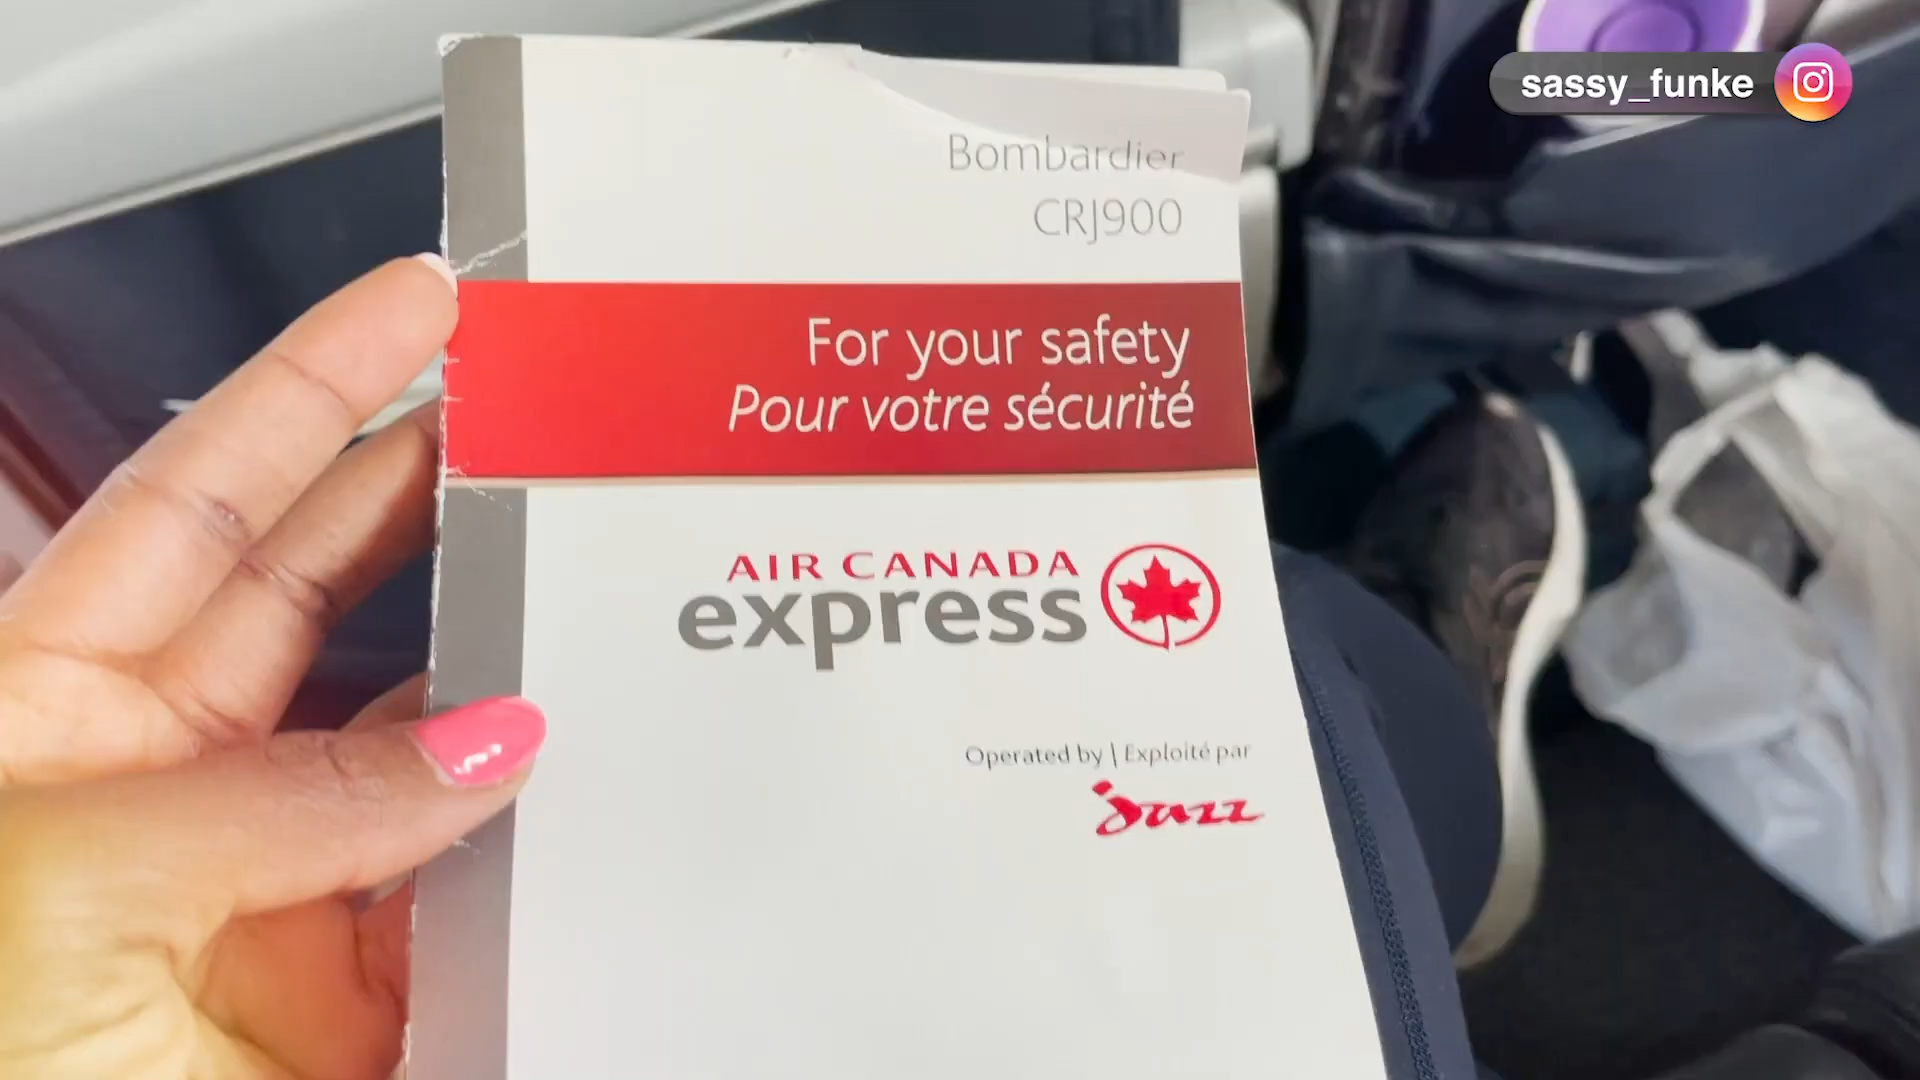 sassy_funke
Bombardier
CRJ900
For your safety
Pour votre sécurité
AIR CANADA
express
Operated by | Exploité par
Jazz